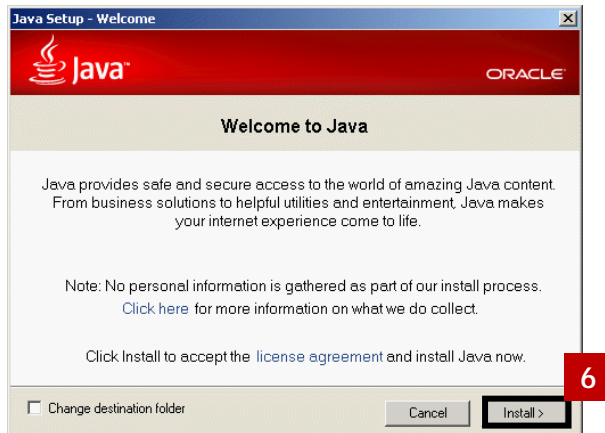 Java Setup - Welcome
Java™
ORACLE
Welcome to Java
Java provides safe and secure access to the world of amazing Java content.
From business solutions to helpful utilities and entertainment, Java makes
your internet experience come to life.
Note: No personal information is gathered as part of our install process.
Click here for more information on what we do collect.
Click Install to accept the license agreement and install Java now.
6
Change destination folder
Cancel
Install >